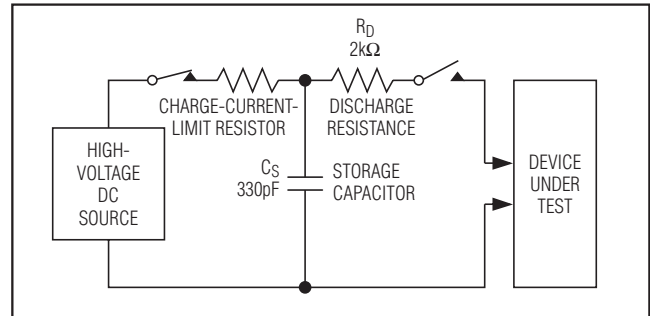 R_D
2kΩ
CHARGE-CURRENT-
LIMIT RESISTOR
DISCHARGE
RESISTANCE
HIGH-
VOLTAGE
DC
SOURCE
C_S
330pF
STORAGE
CAPACITOR
DEVICE
UNDER
TEST